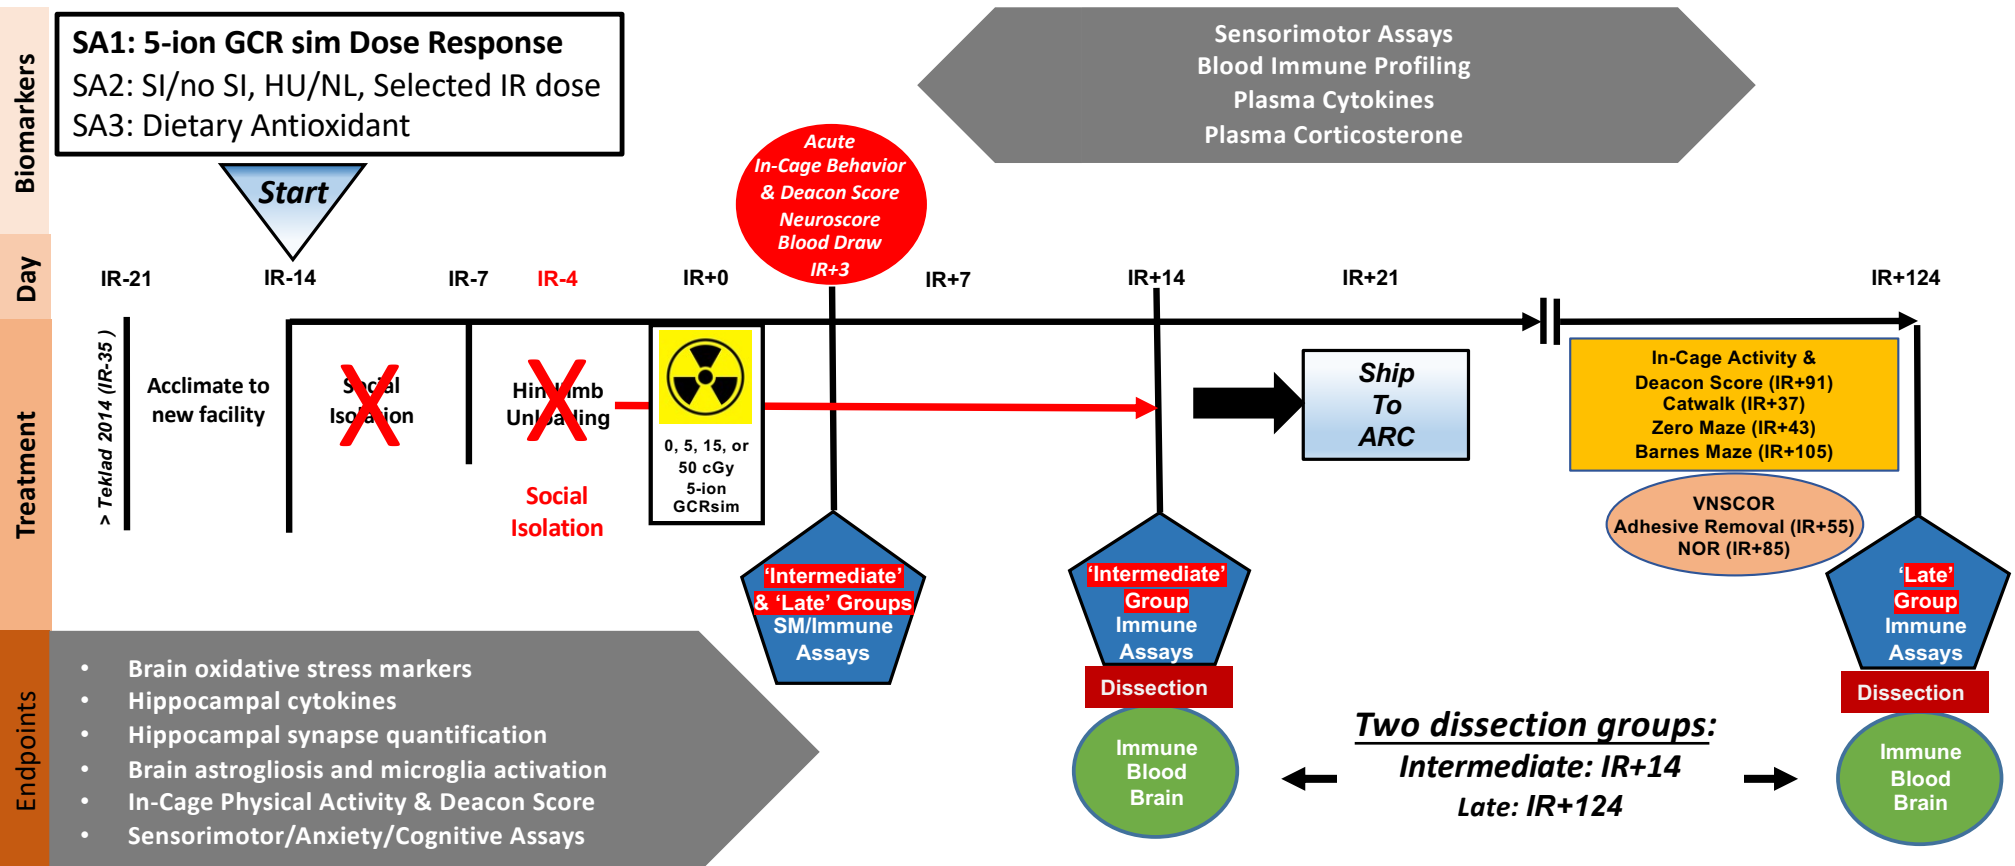 Biomarkers
SA1: 5-ion GCR sim Dose Response
SA2: SI/no SI, HU/NL, Selected IR dose
SA3: Dietary Antioxidant
Start
Acute
In-Cage Behavior
& Deacon Score
Neuroscore
Blood Draw
IR+3
Sensorimotor Assays
Blood Immune Profiling
Plasma Cytokines
Plasma Corticosterone
Day
IR-21
IR-14
IR-7
IR-4
IR+0
IR+7
IR+14
IR+21
IR+124
Treatment
> Teklad 2014 (IR-35 )
Acclimate to
new facility
Social
Isolation
X
Hindlimb
Unloading
X
Social
Isolation
0, 5, 15, or
50 cGy
5-ion
GCRsim
Ship
To
ARC
In-Cage Activity &
Deacon Score (IR+91)
Catwalk (IR+37)
Zero Maze (IR+43)
Barnes Maze (IR+105)
VNSCOR
Adhesive Removal (IR+55)
NOR (IR+85)
‘Intermediate’
& ‘Late’ Groups
SM/Immune
Assays
‘Intermediate’
Group
Immune
Assays
Dissection
Immune
Blood
Brain
‘Late’
Group
Immune
Assays
Dissection
Immune
Blood
Brain
Endpoints
• Brain oxidative stress markers
• Hippocampal cytokines
• Hippocampal synapse quantification
• Brain astrogliosis and microglia activation
• In-Cage Physical Activity & Deacon Score
• Sensorimotor/Anxiety/Cognitive Assays
Two dissection groups:
Intermediate: IR+14
Late: IR+124